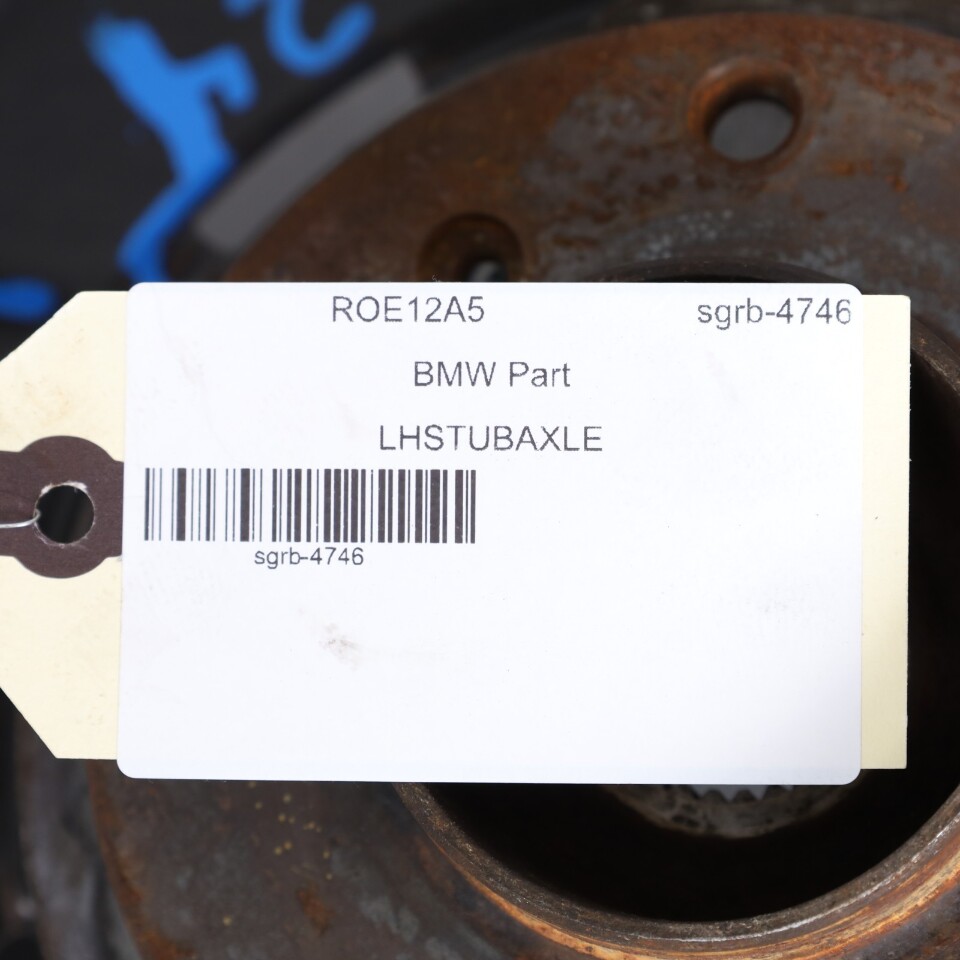 ROE12A5 sgrb-4746
BMW Part
LHSTUBAXLE
sgrb-4746